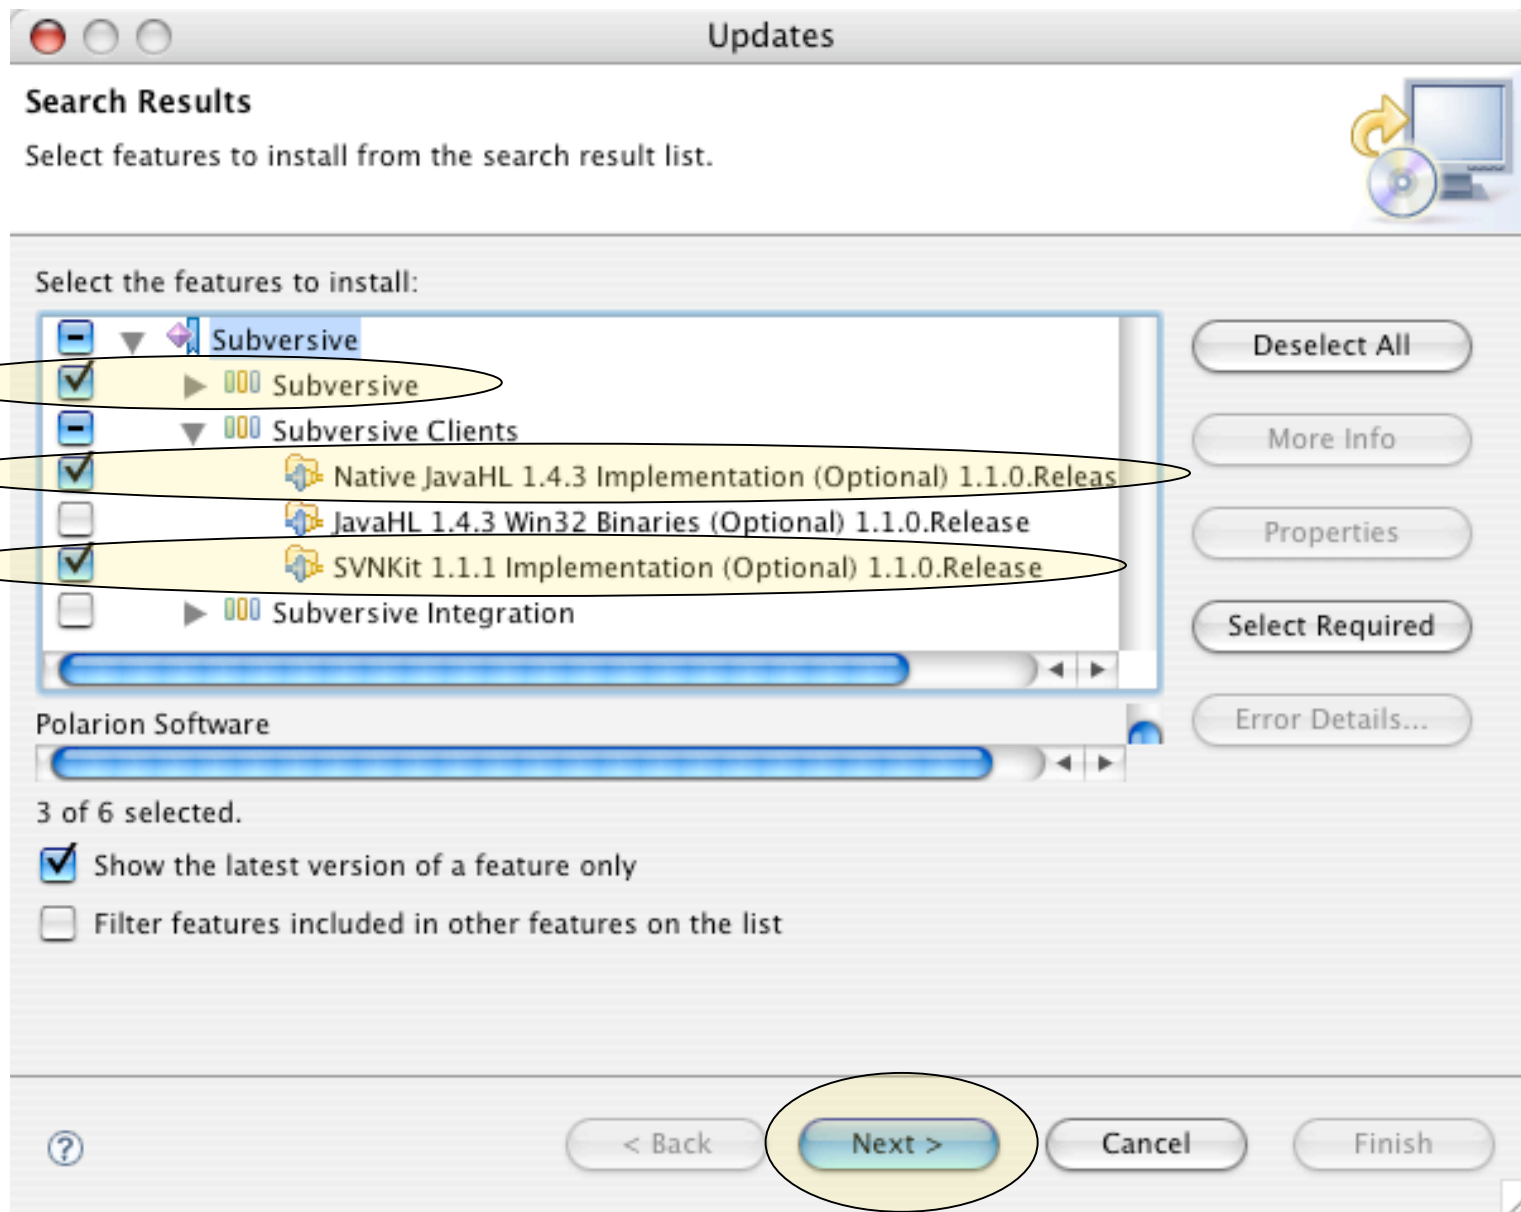 Updates
Search Results
Select features to install from the search result list.
Select the features to install:
Subversive
Subversive
Subversive Clients
Native JavaHL 1.4.3 Implementation (Optional) 1.1.0.Releas
JavaHL 1.4.3 Win32 Binaries (Optional) 1.1.0.Release
SVNKit 1.1.1 Implementation (Optional) 1.1.0.Release
Subversive Integration
Deselect All
More Info
Properties
Select Required
Error Details...
Polarion Software
3 of 6 selected.
Show the latest version of a feature only
Filter features included in other features on the list
?
< Back
Next >
Cancel
Finish